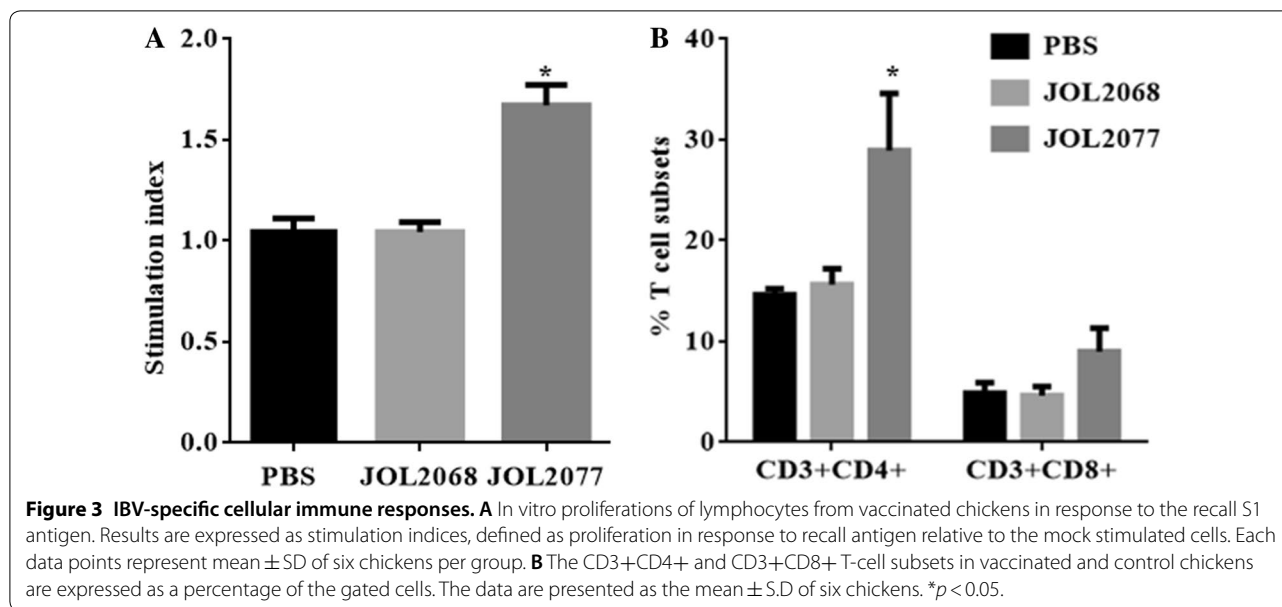 A
2.0
1.5
1.0
0.5
0.0
Stimulation index
*
PBS JOL2068 JOL2077
B
40
30
20
10
0
% T cell subsets
*
PBS
JOL2068
JOL2077
CD3+CD4+ CD3+CD8+
Figure 3 IBV-specific cellular immune responses. A In vitro proliferations of lymphocytes from vaccinated chickens in response to the recall S1
antigen. Results are expressed as stimulation indices, defined as proliferation in response to recall antigen relative to the mock stimulated cells. Each
data points represent mean ± SD of six chickens per group. B The CD3+CD4+ and CD3+CD8+ T-cell subsets in vaccinated and control chickens
are expressed as a percentage of the gated cells. The data are presented as the mean ± S.D of six chickens. *p < 0.05.